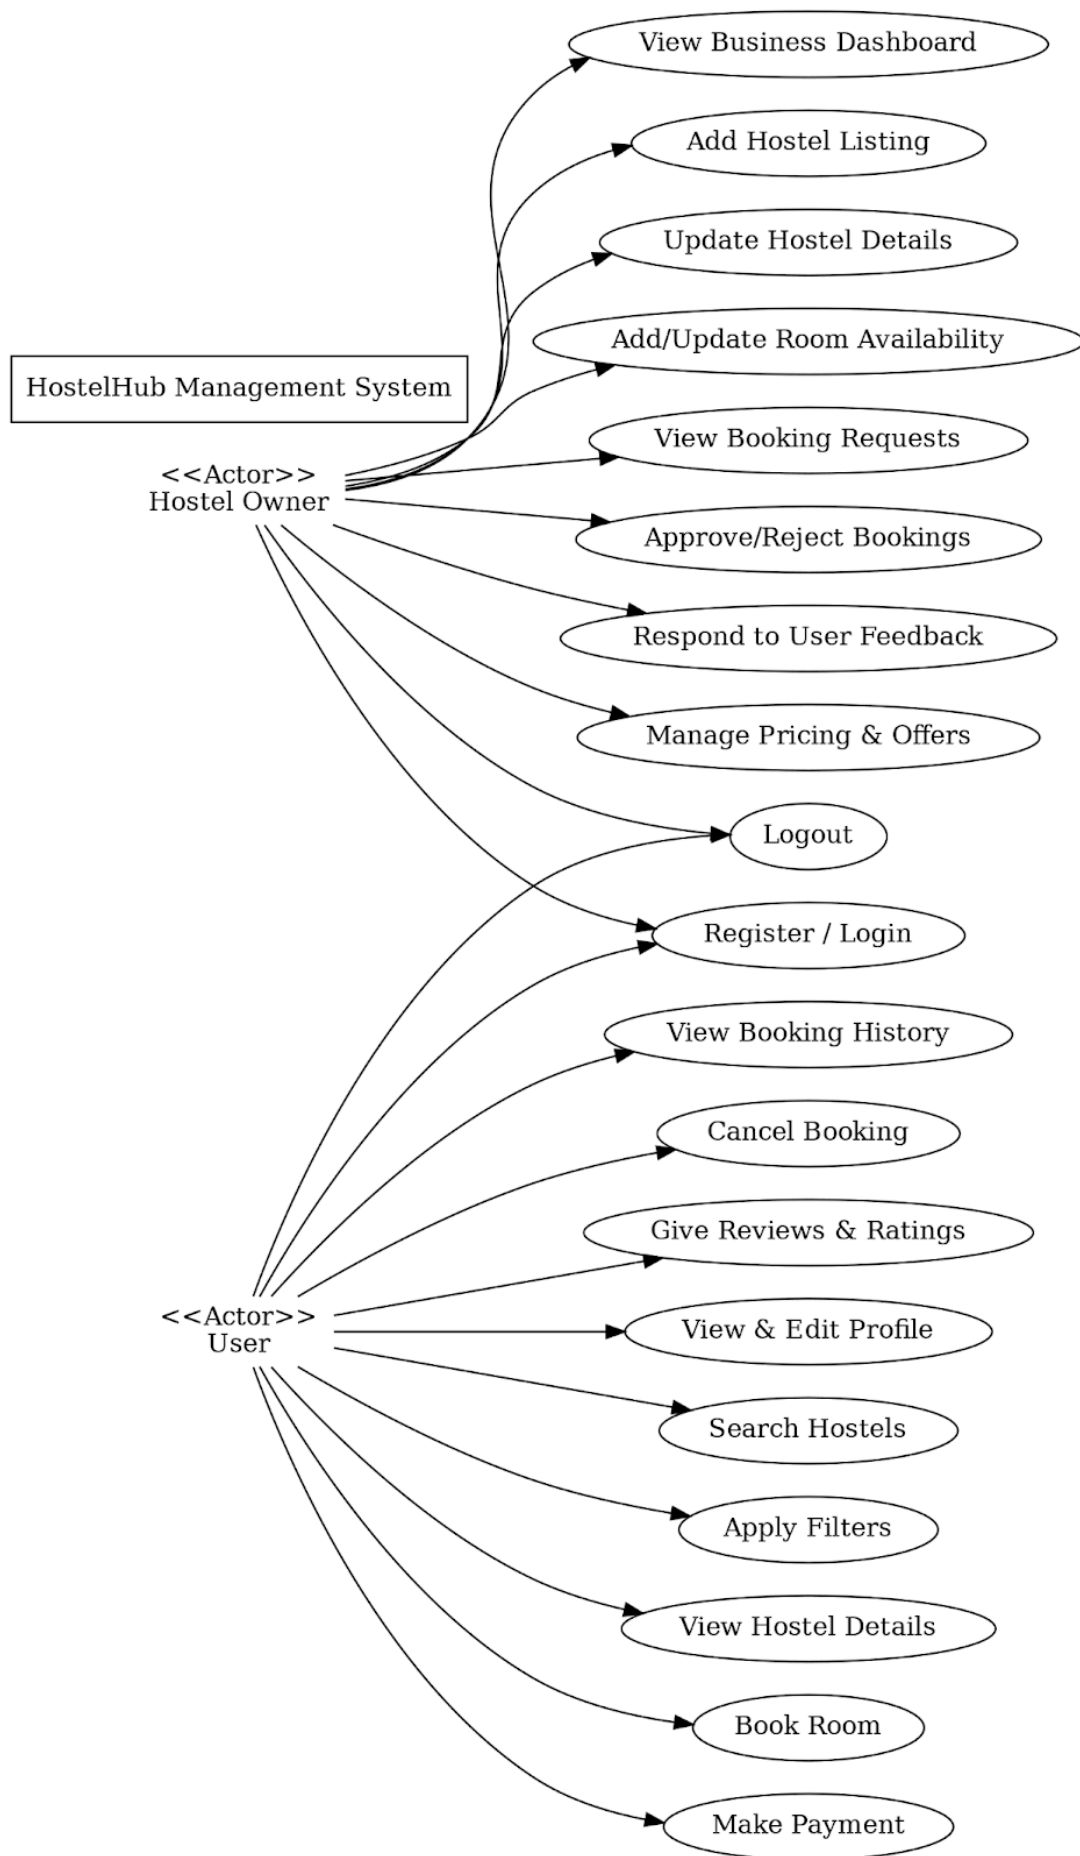 View Business Dashboard
Add Hostel Listing
Update Hostel Details
Add/Update Room Availability
HostelHub Management System
View Booking Requests
<<Actor>>
Hostel Owner
Approve/Reject Bookings
Respond to User Feedback
Manage Pricing & Offers
Logout
Register / Login
View Booking History
Cancel Booking
Give Reviews & Ratings
<<Actor>>
User
View & Edit Profile
Search Hostels
Apply Filters
View Hostel Details
Book Room
Make Payment